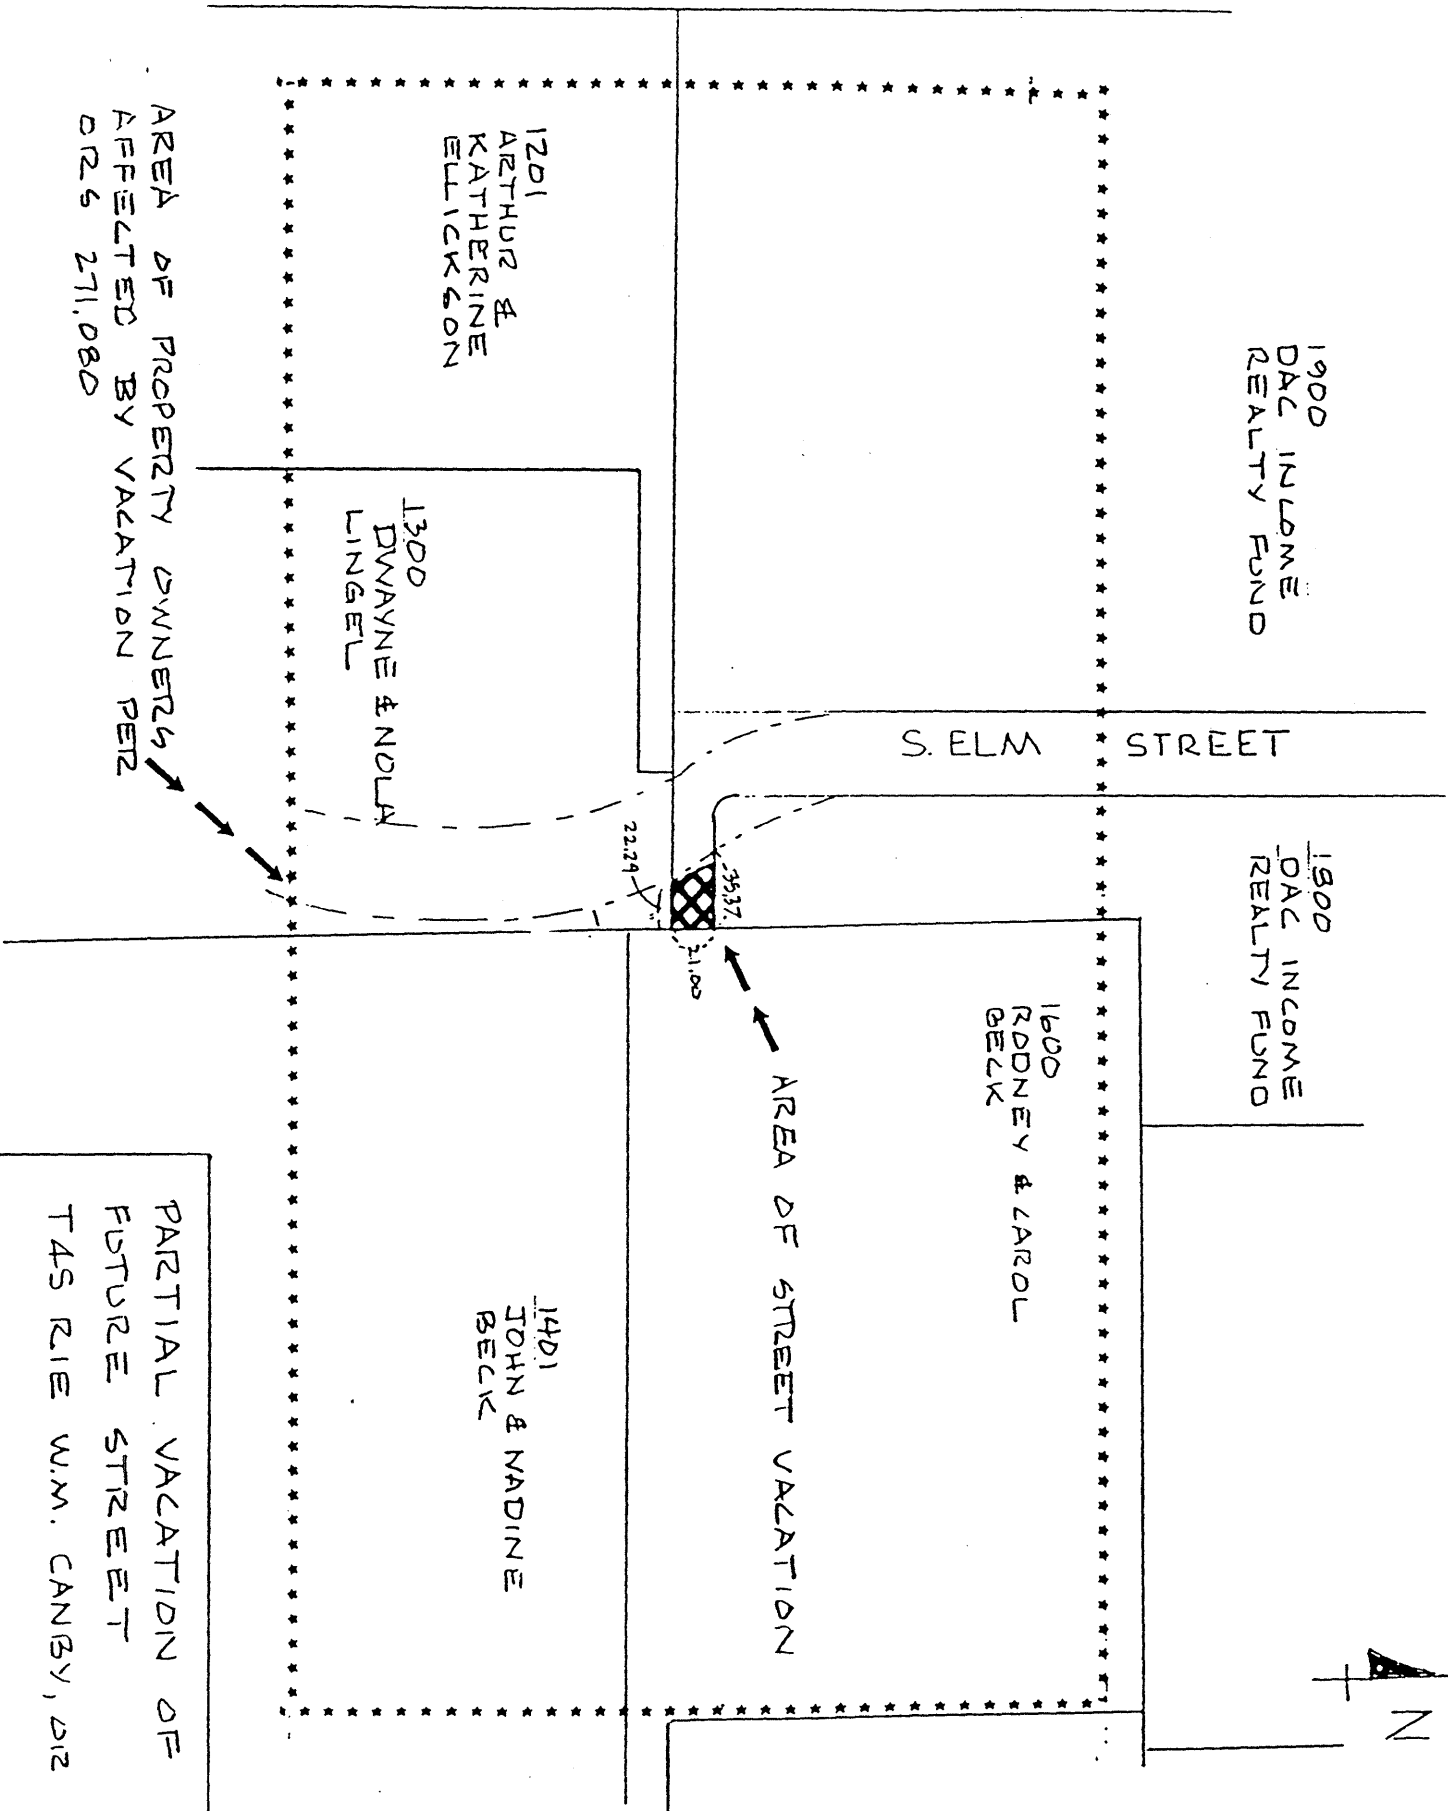 1900
DAC INCOME
REALTY FUND
1800
DAC INCOME
REALTY FUND
N
S. ELM STREET
1600
RODNEY & CAROL
BECK
AREA OF STREET VACATION
35.37
21.00
22.29
1201
ARTHUR &
KATHERINE
ELLICKSON
1300
DWAYNE & NOLA
LINGEL
1401
JOHN & NADINE
BECK
AREA OF PROPERTY OWNERS
AFFECTED BY VACATION PER
ORS 271.080
PARTIAL VACATION OF
FUTURE STREET
T4S R1E W.M. CANBY, OR